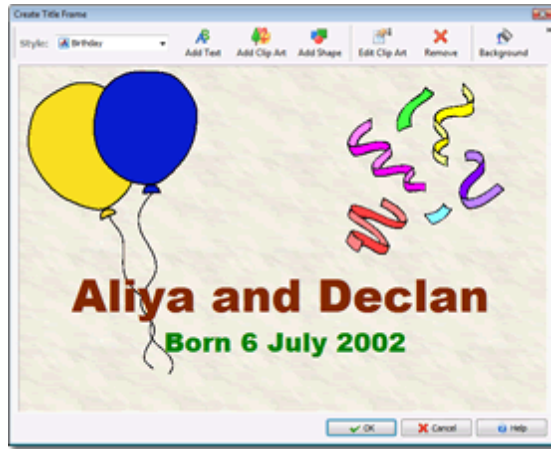 Create Title Frame
Style: Birthday
Add Text Add Clip Art Add Shape Edit Clip Art Remove Background
Aliya and Declan
Born 6 July 2002
OK Cancel Help